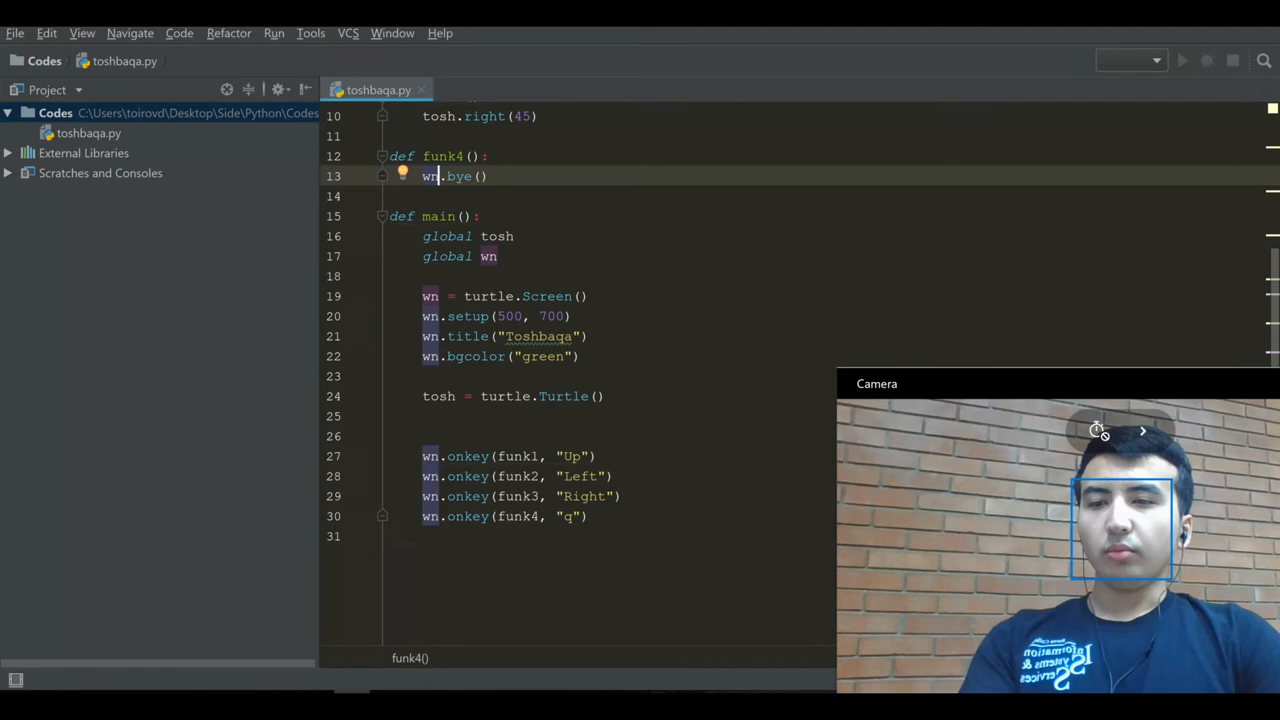 File Edit View Navigate Code Refactor Run Tools VCS Window Help
Codes toshbaqa.py
Project
toshbaqa.py
Codes C:\Users\toirovd\Desktop\Side\Python\Codes
toshbaqa.py
External Libraries
Scratches and Consoles
10 tosh.right(45)
11
12 def funk4():
13 wn.bye()
14
15 def main():
16 global tosh
17 global wn
18
19 wn = turtle.Screen()
20 wn.setup(500, 700)
21 wn.title("Toshbaqa")
22 wn.bgcolor("green")
23
24 tosh = turtle.Turtle()
25
26
27 wn.onkey(funk1, "Up")
28 wn.onkey(funk2, "Left")
29 wn.onkey(funk3, "Right")
30 wn.onkey(funk4, "q")
31
funk4()
Camera
Information
Systems &
Services